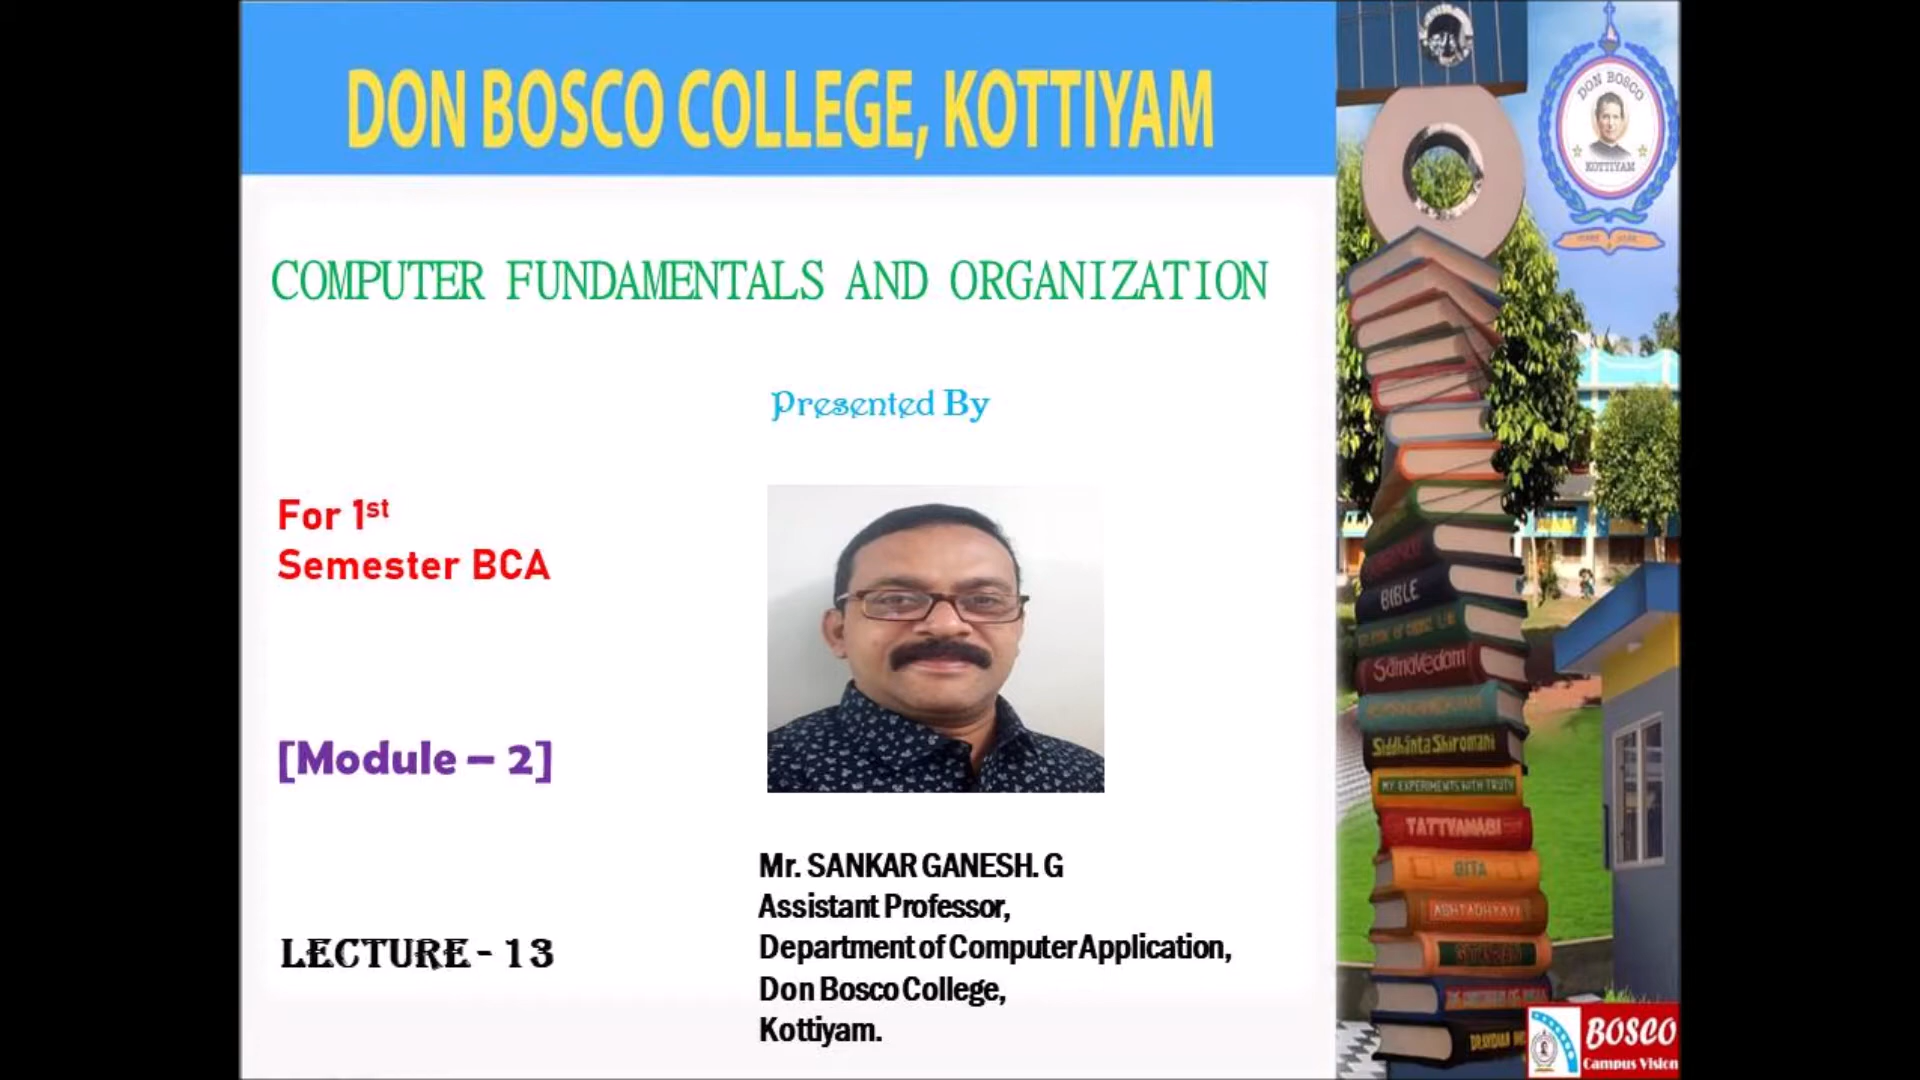 DON BOSCO COLLEGE, KOTTIYAM
DON BOSCO
KOTTIYAM
COMPUTER FUNDAMENTALS AND ORGANIZATION
Presented By
For 1st
Semester BCA
[Module – 2]
LECTURE - 13
Mr. SANKAR GANESH. G
Assistant Professor,
Department of Computer Application,
Don Bosco College,
Kottiyam.
BIBLE
Samavedam
Siddhanta Shiromani
MY EXPERIMENTS WITH TRUTH
GITA
ASHTADHYAYI
BOSCO
Campus Vision